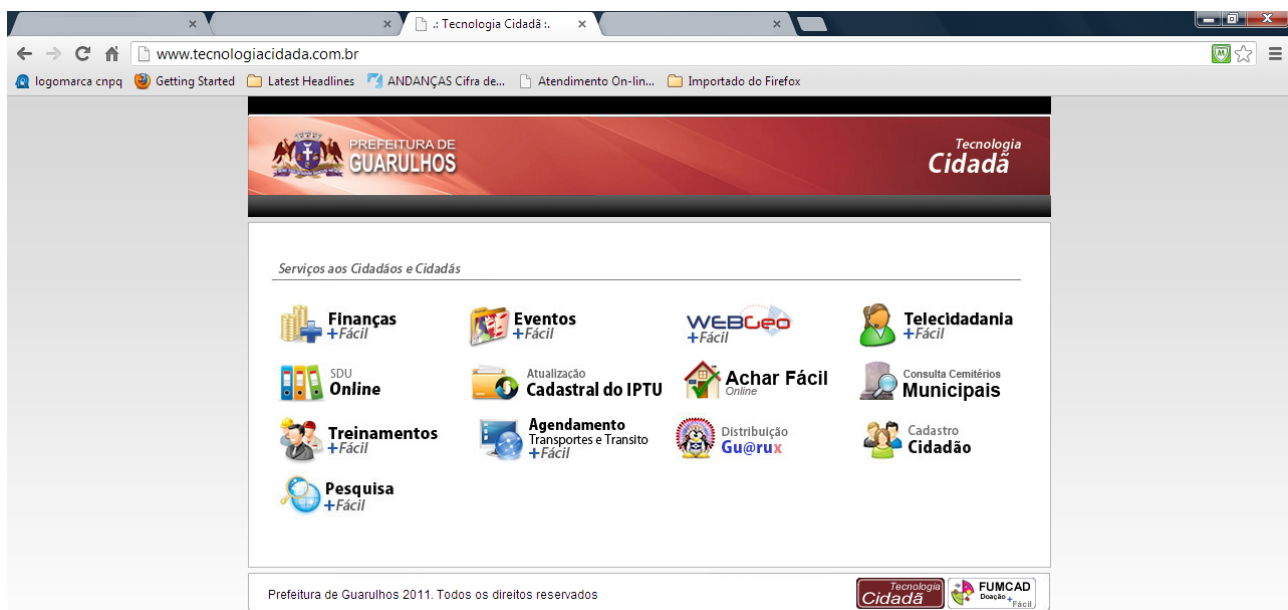 .: Tecnologia Cidadã :.
www.tecnologiacidada.com.br
logomarca cnpq Getting Started Latest Headlines ANDANÇAS Cifra de... Atendimento On-lin... Importado do Firefox
PREFEITURA DE
GUARULHOS
Tecnologia
Cidadã
Serviços aos Cidadãos e Cidadãs
Finanças
+Fácil
Eventos
+Fácil
WEBGeo
+Fácil
Telecidadania
+Fácil
SDU
Online
Atualização
Cadastral do IPTU
Achar Fácil
Online
Consulta Cemitérios
Municipais
Treinamentos
+Fácil
Agendamento
Transportes e Transito
+Fácil
Distribuição
Gu@rux
Cadastro
Cidadão
Pesquisa
+Fácil
Prefeitura de Guarulhos 2011. Todos os direitos reservados
Tecnologia
Cidadã
FUMCAD
Doação +Fácil